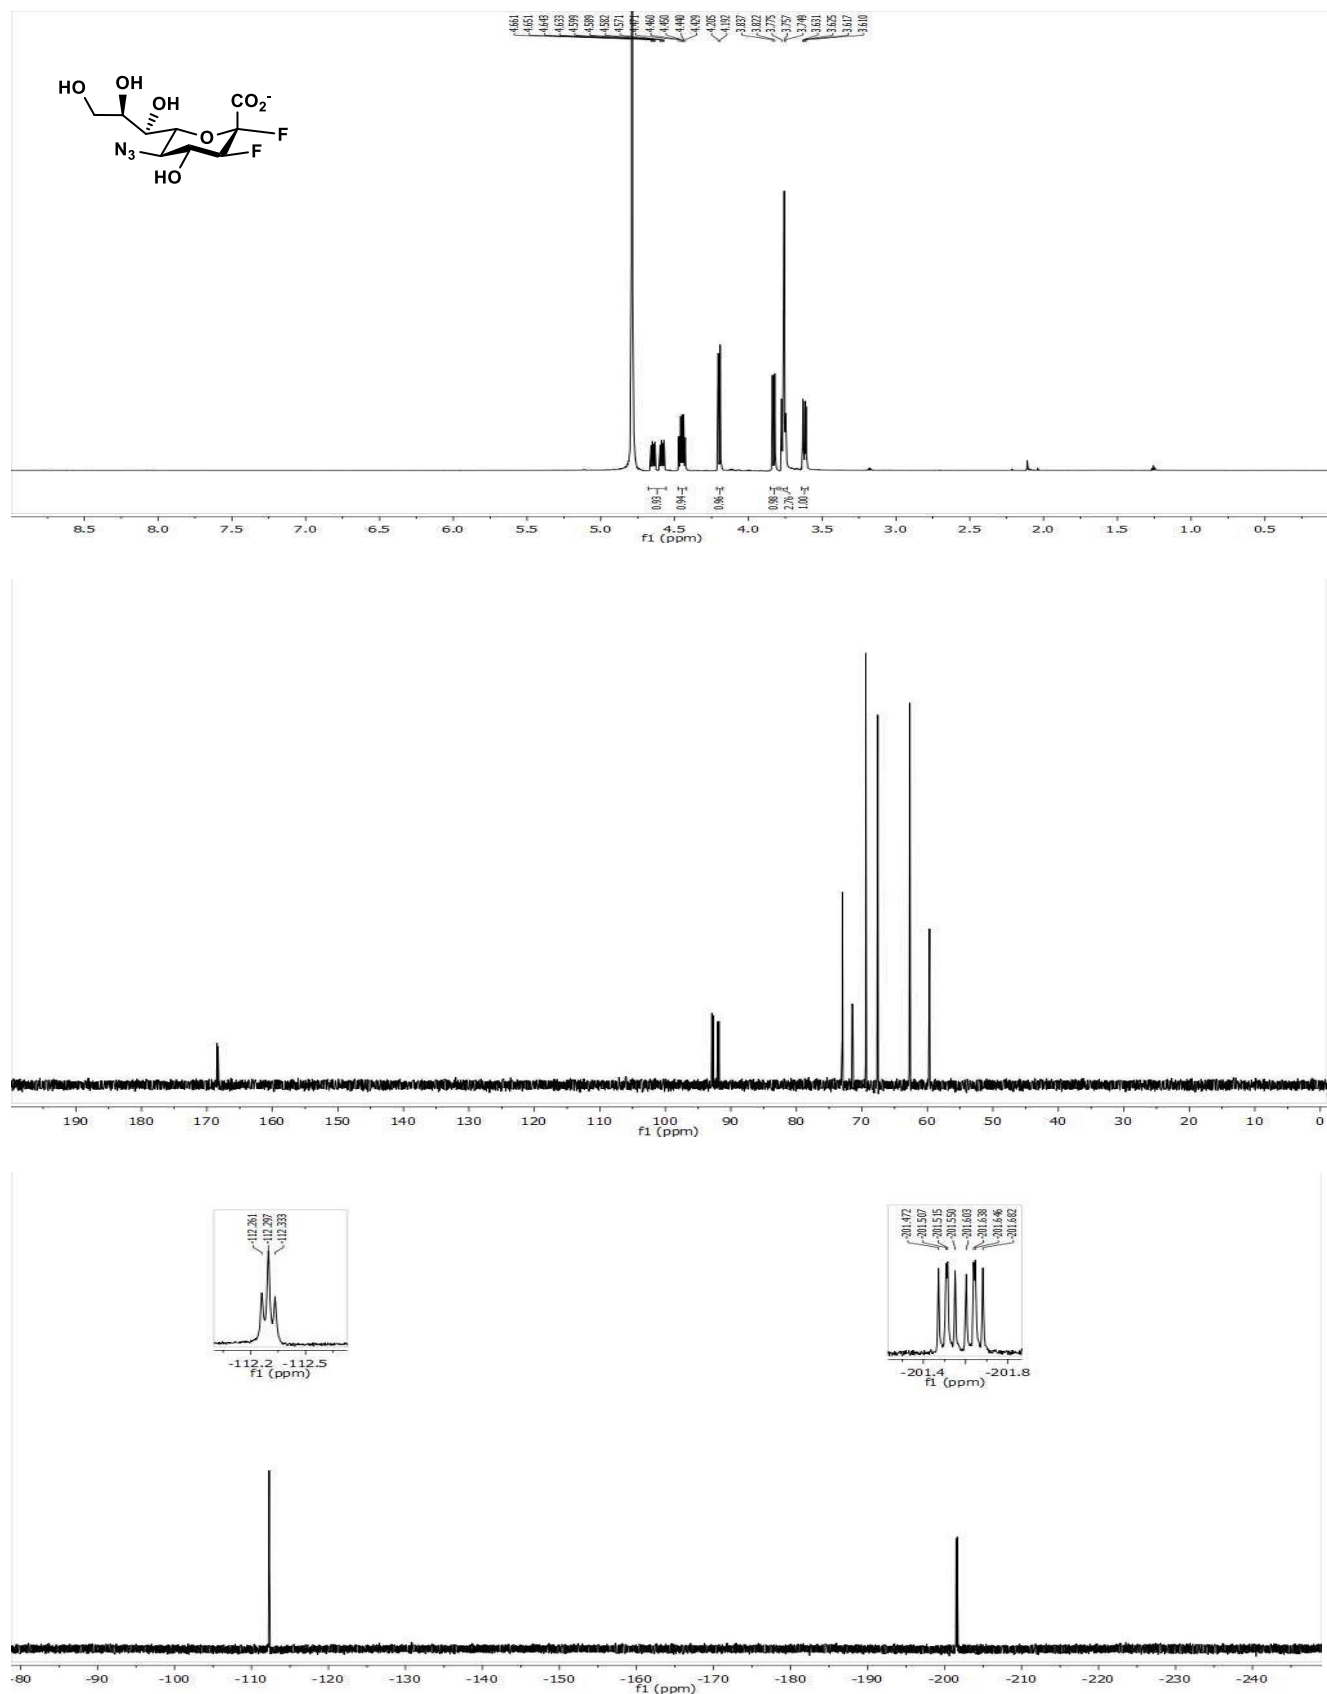 4.661 4.651 4.643 4.633 4.599 4.589 4.582 4.571 4.471 4.460 4.450 4.440 4.429 4.205 4.192 3.837 3.822 3.775 3.757 3.749 3.631 3.625 3.617 3.610
HO OH OH CO2- O F
N3 F
HO
0.93 0.94 0.96 0.98 2.76 1.00
8.5 8.0 7.5 7.0 6.5 6.0 5.5 5.0 4.5 4.0 3.5 3.0 2.5 2.0 1.5 1.0 0.5
f1 (ppm)
190 180 170 160 150 140 130 120 110 100 90 80 70 60 50 40 30 20 10 0
f1 (ppm)
-112.261 -112.297 -112.333
-112.2 -112.5
f1 (ppm)
-201.472 -201.507 -201.515 -201.550 -201.603 -201.638 -201.646 -201.682
-201.4 -201.8
f1 (ppm)
-80 -90 -100 -110 -120 -130 -140 -150 -160 -170 -180 -190 -200 -210 -220 -230 -240
f1 (ppm)